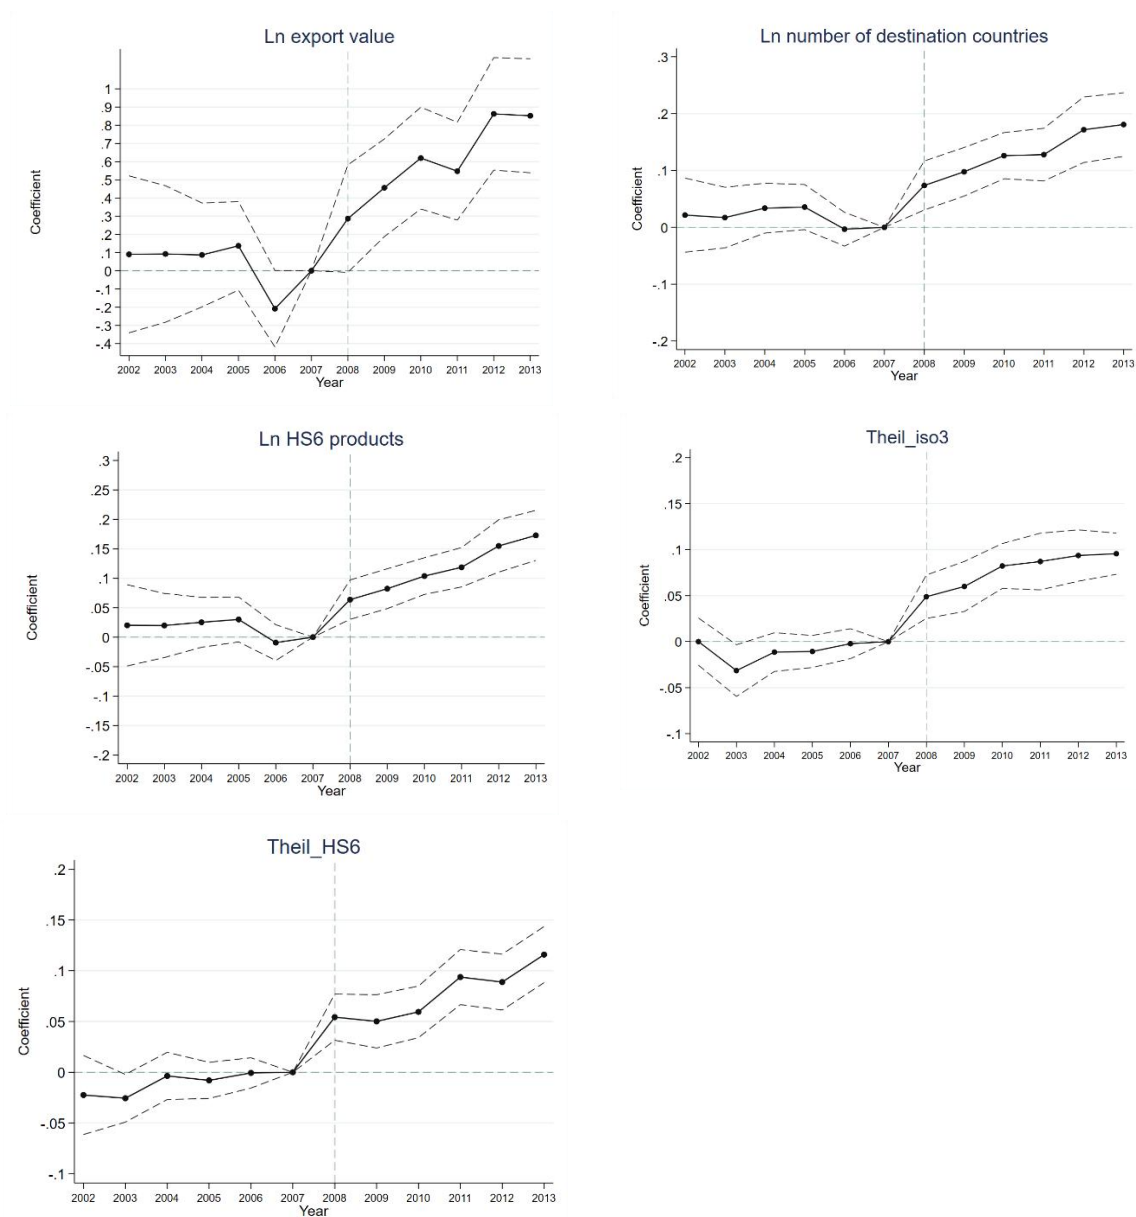 Ln export value
Coefficient
1
.9
.8
.7
.6
.5
.4
.3
.2
.1
0
-.1
-.2
-.3
-.4
2002 2003 2004 2005 2006 2007 2008 2009 2010 2011 2012 2013
Year
Ln number of destination countries
Coefficient
.3
.2
.1
0
-.1
-.2
2002 2003 2004 2005 2006 2007 2008 2009 2010 2011 2012 2013
Year
Ln HS6 products
Coefficient
.3
.25
.2
.15
.1
.05
0
-.05
-.1
-.15
-.2
2002 2003 2004 2005 2006 2007 2008 2009 2010 2011 2012 2013
Year
Theil_iso3
Coefficient
.2
.15
.1
.05
0
-.05
-.1
2002 2003 2004 2005 2006 2007 2008 2009 2010 2011 2012 2013
Year
Theil_HS6
Coefficient
.2
.15
.1
.05
0
-.05
-.1
2002 2003 2004 2005 2006 2007 2008 2009 2010 2011 2012 2013
Year